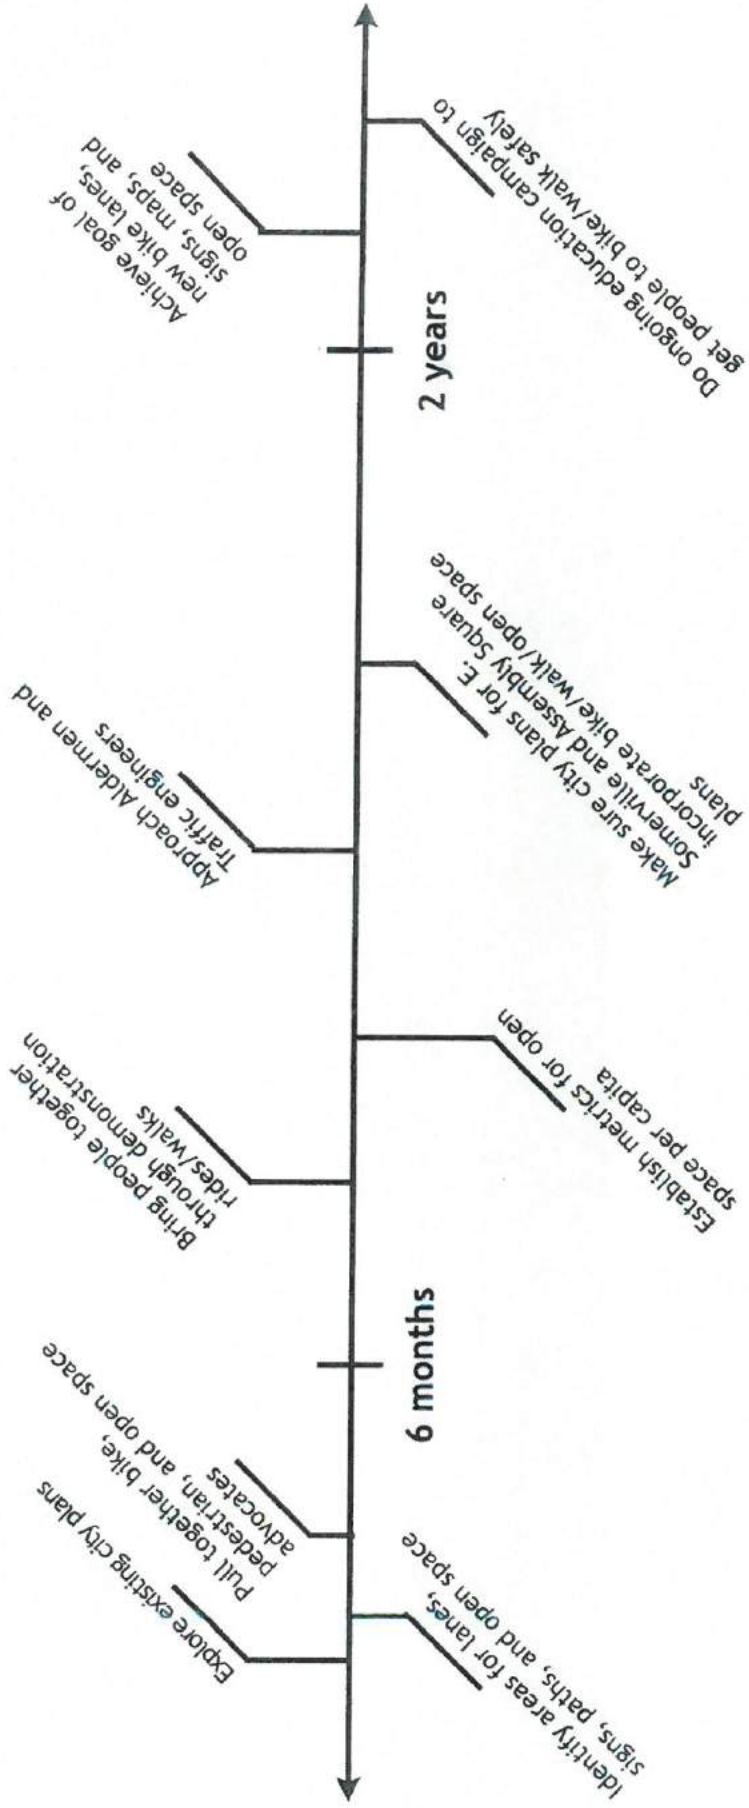 Explore existing city plans
Identify areas for lanes,
signs, paths, and open space
Pull together bike,
pedestrian, and open space
advocates
6 months
Bring people together
through demonstration
rides/walks
Establish metrics for open
space per capita
Approach Aldermen and
Traffic engineers
Make sure city plans for E.
Somerville and Assembly Square
incorporate bike/walk/open space
plans
2 years
Achieve goal of
new bike lanes,
signs, maps, and
open space
Do ongoing education campaign to
get people to bike/walk safely